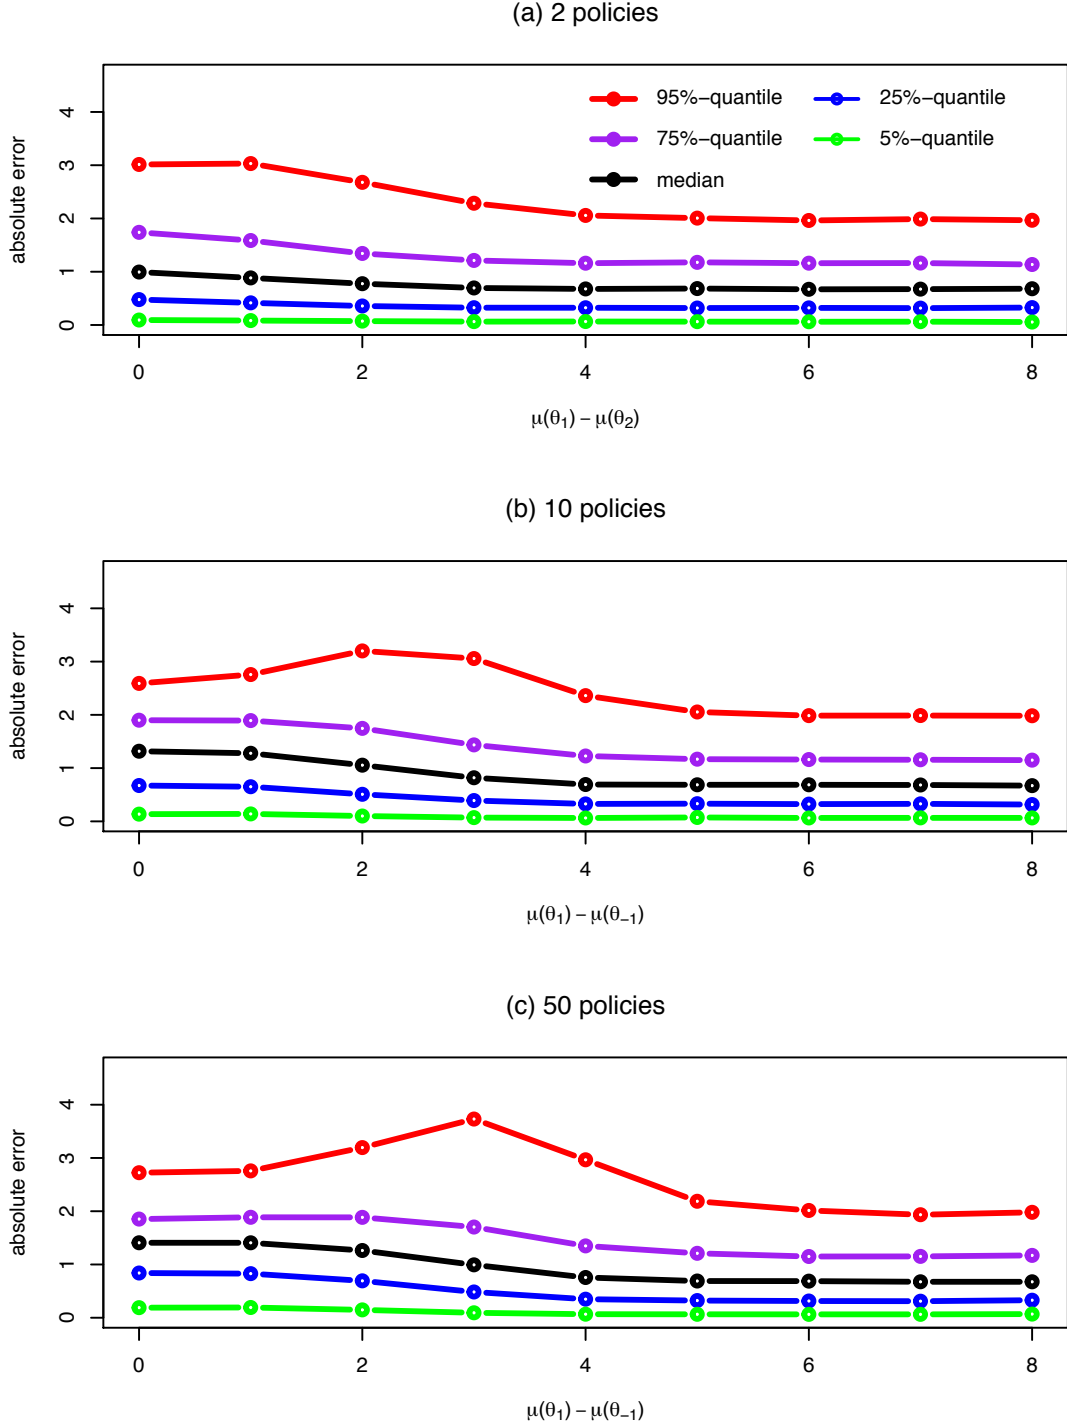 (a) 2 policies
absolute error
4
3
2
1
0
95%−quantile
75%−quantile
median
25%−quantile
5%−quantile
0 2 4 6 8
μ(θ₁) − μ(θ₂)
(b) 10 policies
absolute error
4
3
2
1
0
0 2 4 6 8
μ(θ₁) − μ(θ₋₁)
(c) 50 policies
absolute error
4
3
2
1
0
0 2 4 6 8
μ(θ₁) − μ(θ₋₁)